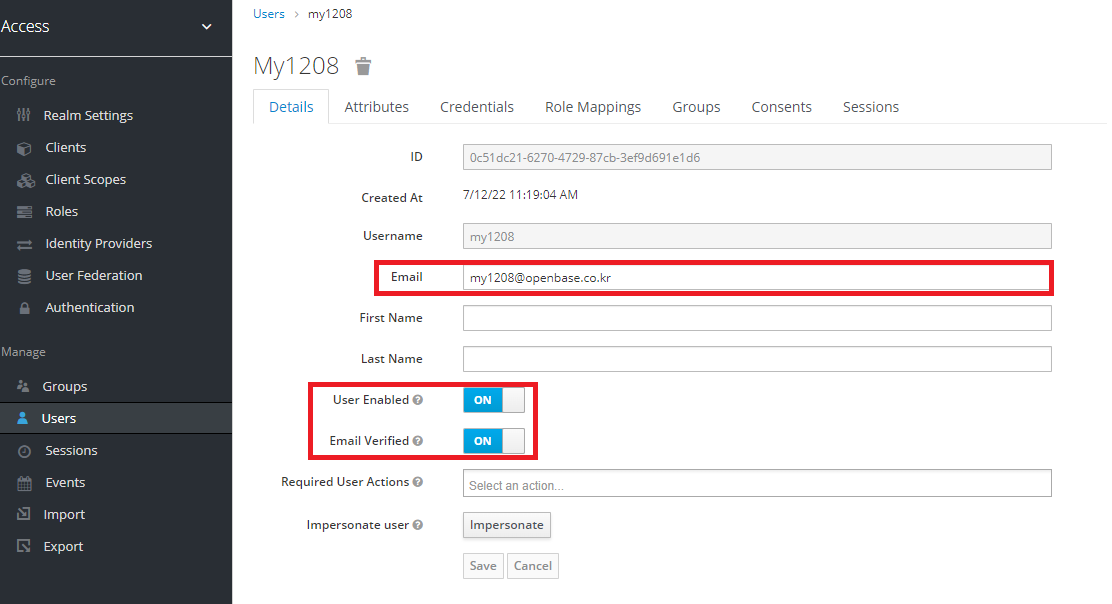 Access
Configure
Realm Settings
Clients
Client Scopes
Roles
Identity Providers
User Federation
Authentication
Manage
Groups
Users
Sessions
Events
Import
Export
Users > my1208
My1208
Details Attributes Credentials Role Mappings Groups Consents Sessions
ID 0c51dc21-6270-4729-87cb-3ef9d691e1d6
Created At 7/12/22 11:19:04 AM
Username my1208
Email my1208@openbase.co.kr
First Name
Last Name
User Enabled ? ON
Email Verified ? ON
Required User Actions ? Select an action...
Impersonate user ? Impersonate
Save Cancel